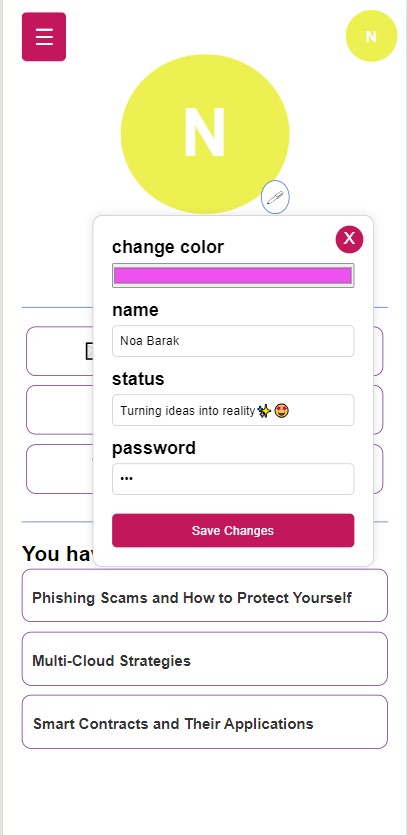 ☰
N
N
X
change color
name
Noa Barak
status
Turning ideas into reality✨😍
password
•••
Save Changes
You
Phishing Scams and How to Protect Yourself
Multi-Cloud Strategies
Smart Contracts and Their Applications